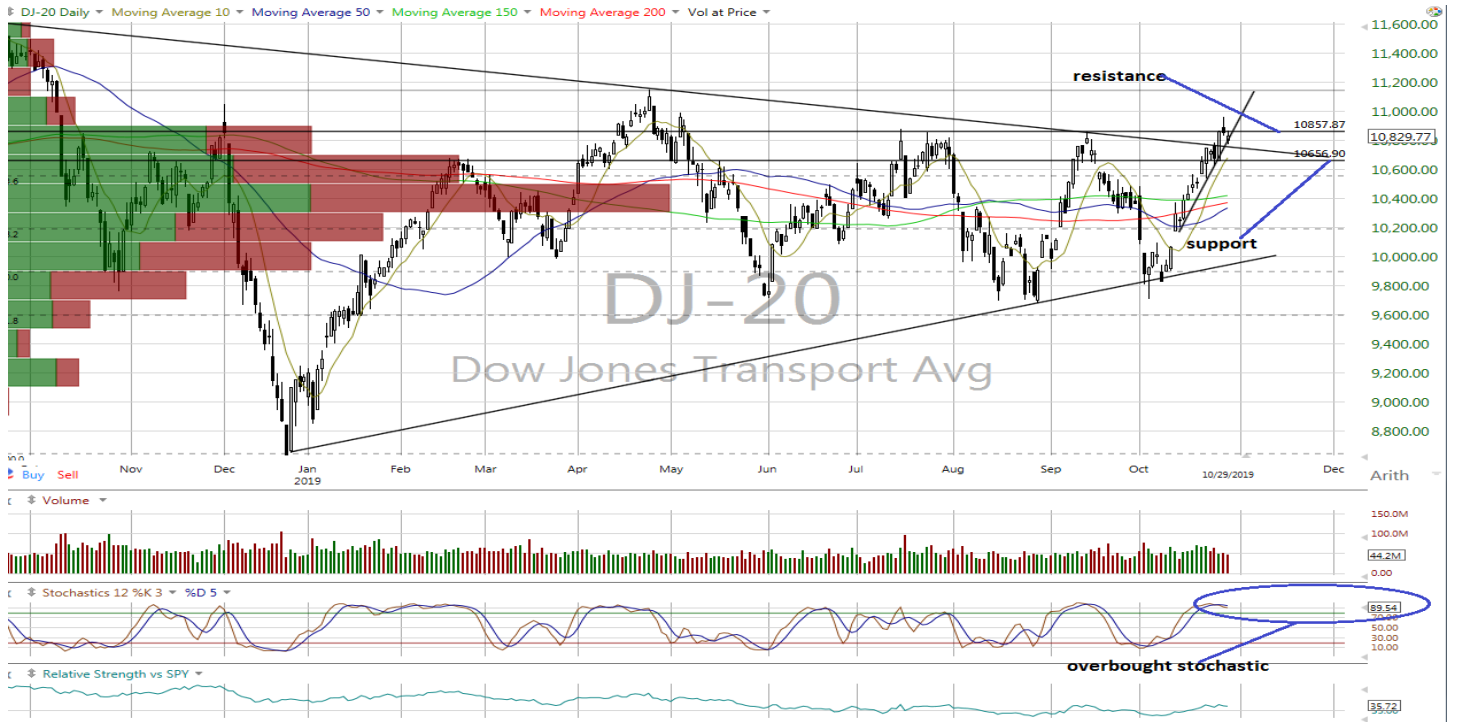 DJ-20 Daily Moving Average 10 Moving Average 50 Moving Average 150 Moving Average 200 Vol at Price
11,600.00
11,400.00
resistance
11,200.00
11,000.00
10857.87
10,829.77
10656.90
10,600.00
10,400.00
10,200.00
support
10,000.00
DJ-20
9,800.00
9,600.00
9,400.00
Dow Jones Transport Avg
9,200.00
9,000.00
8,800.00
Nov Dec Jan Feb Mar Apr May Jun Jul Aug Sep Oct Dec
2019 10/29/2019
Buy Sell
Arith
Volume
150.0M
100.0M
44.2M
0.00
Stochastics 12 %K 3 %D 5
89.54
50.00
30.00
10.00
overbought stochastic
Relative Strength vs SPY
35.72